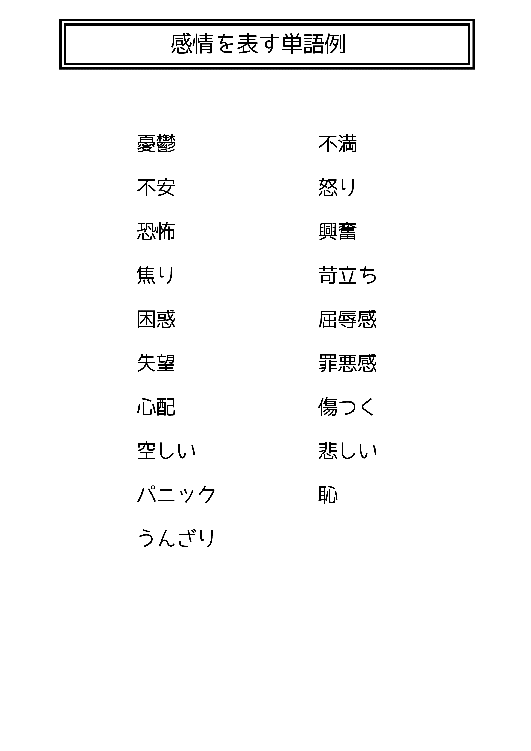 感情を表す単語例
憂鬱
不安
恐怖
焦り
困惑
失望
心配
空しい
パニック
うんざり
不満
怒り
興奮
苛立ち
屈辱感
罪悪感
傷つく
悲しい
恥